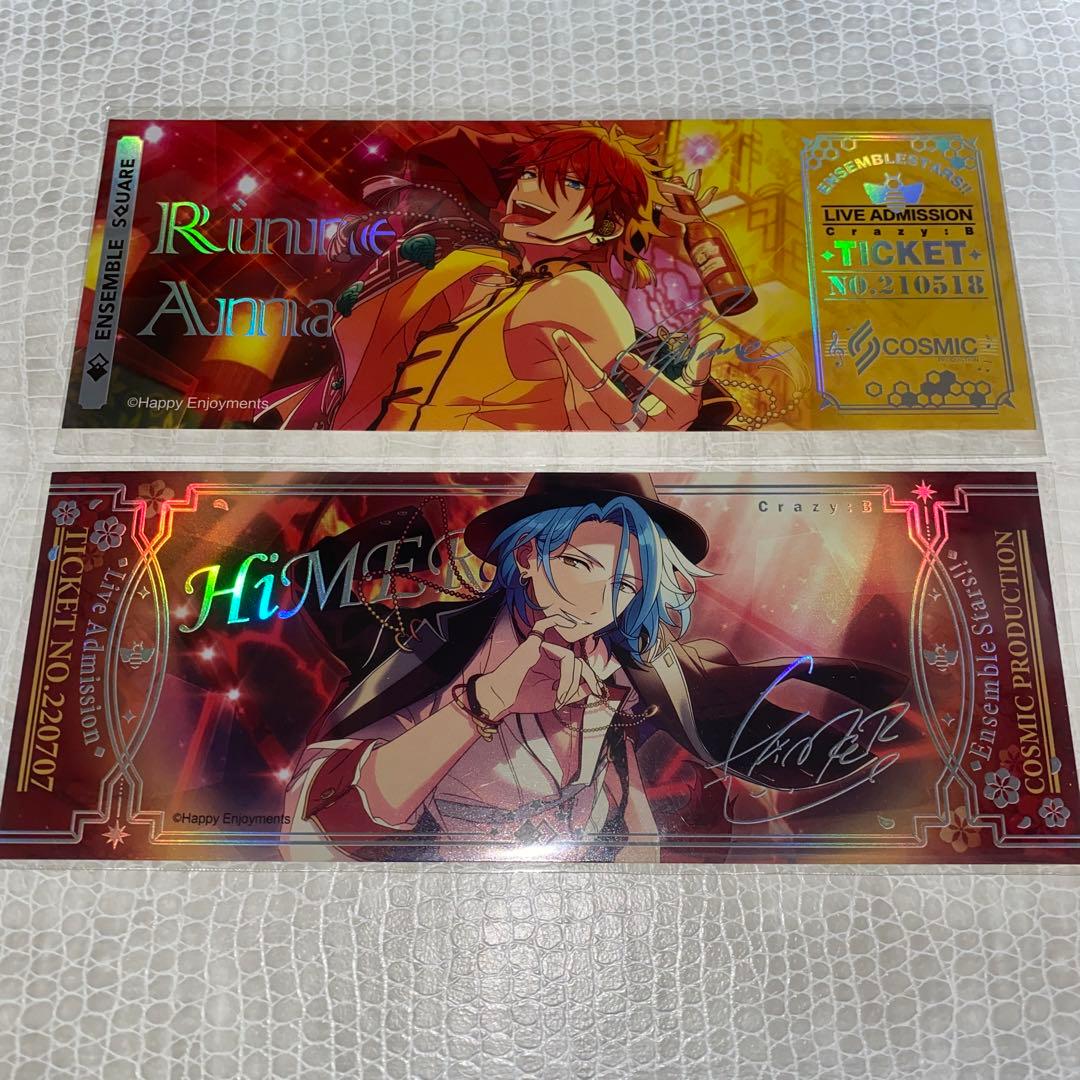 ENSEMBLE SQUARE
Rinne
Amagi
©Happy Enjoyments
ENSEMBLESTARS!!
LIVE ADMISSION
Crazy:B
TICKET
NO.210518
COSMIC
PRODUCTION
TICKET NO.220707
Live Admission
HiMERU
©Happy Enjoyments
Crazy:B
Ensemble Stars!!
COSMIC PRODUCTION